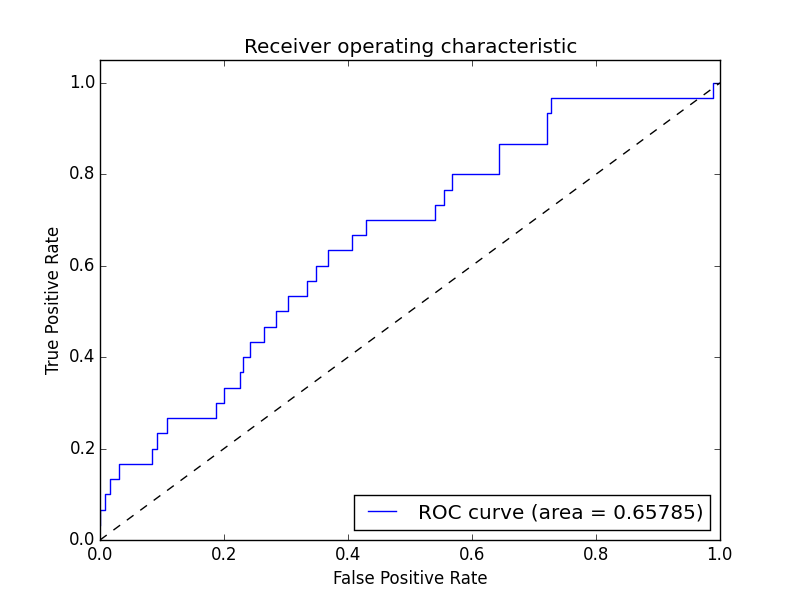 Receiver operating characteristic
1.0
0.8
0.6
0.4
0.2
0.0
True Positive Rate
ROC curve (area = 0.65785)
0.0 0.2 0.4 0.6 0.8 1.0
False Positive Rate